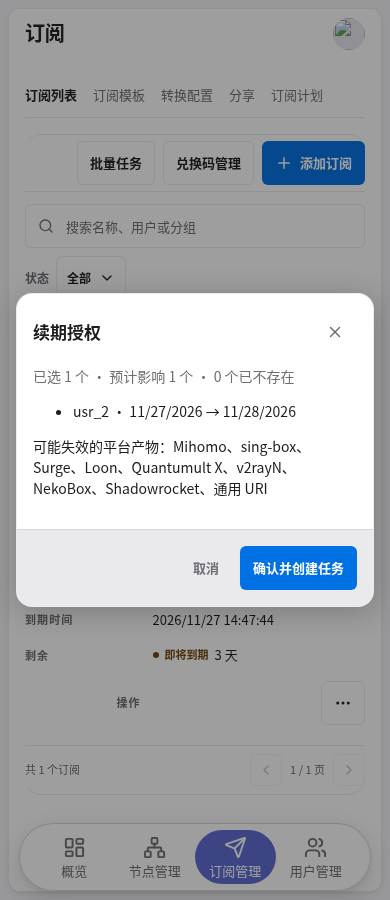 订阅
订阅列表 订阅模板 转换配置 分享 订阅计划
批量任务 兑换码管理 添加订阅
搜索名称、用户或分组
状态 全部
续期授权
已选 1 个 · 预计影响 1 个 · 0 个已不存在
• usr_2 · 11/27/2026 → 11/28/2026
可能失效的平台产物：Mihomo、sing-box、
Surge、Loon、Quantumult X、v2rayN、
NekoBox、Shadowrocket、通用 URI
取消 确认并创建任务
到期时间 2026/11/27 14:47:44
剩余 即将到期 3 天
操作
共 1 个订阅 1 / 1 页
概览 节点管理 订阅管理 用户管理